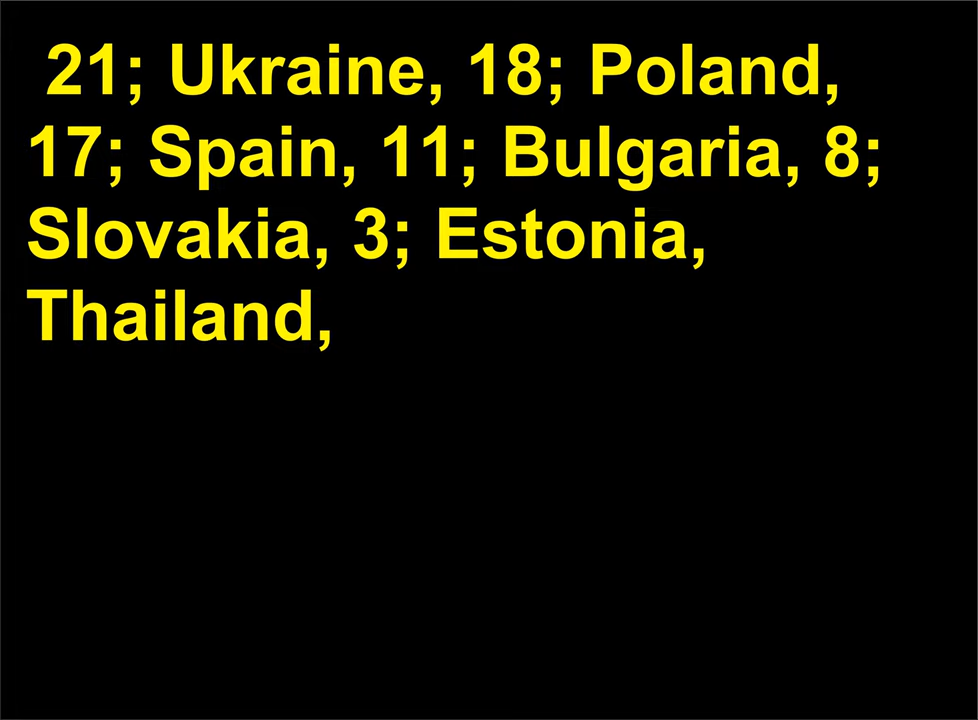 21; Ukraine, 18; Poland,
17; Spain, 11; Bulgaria, 8;
Slovakia, 3; Estonia,
Thailand,